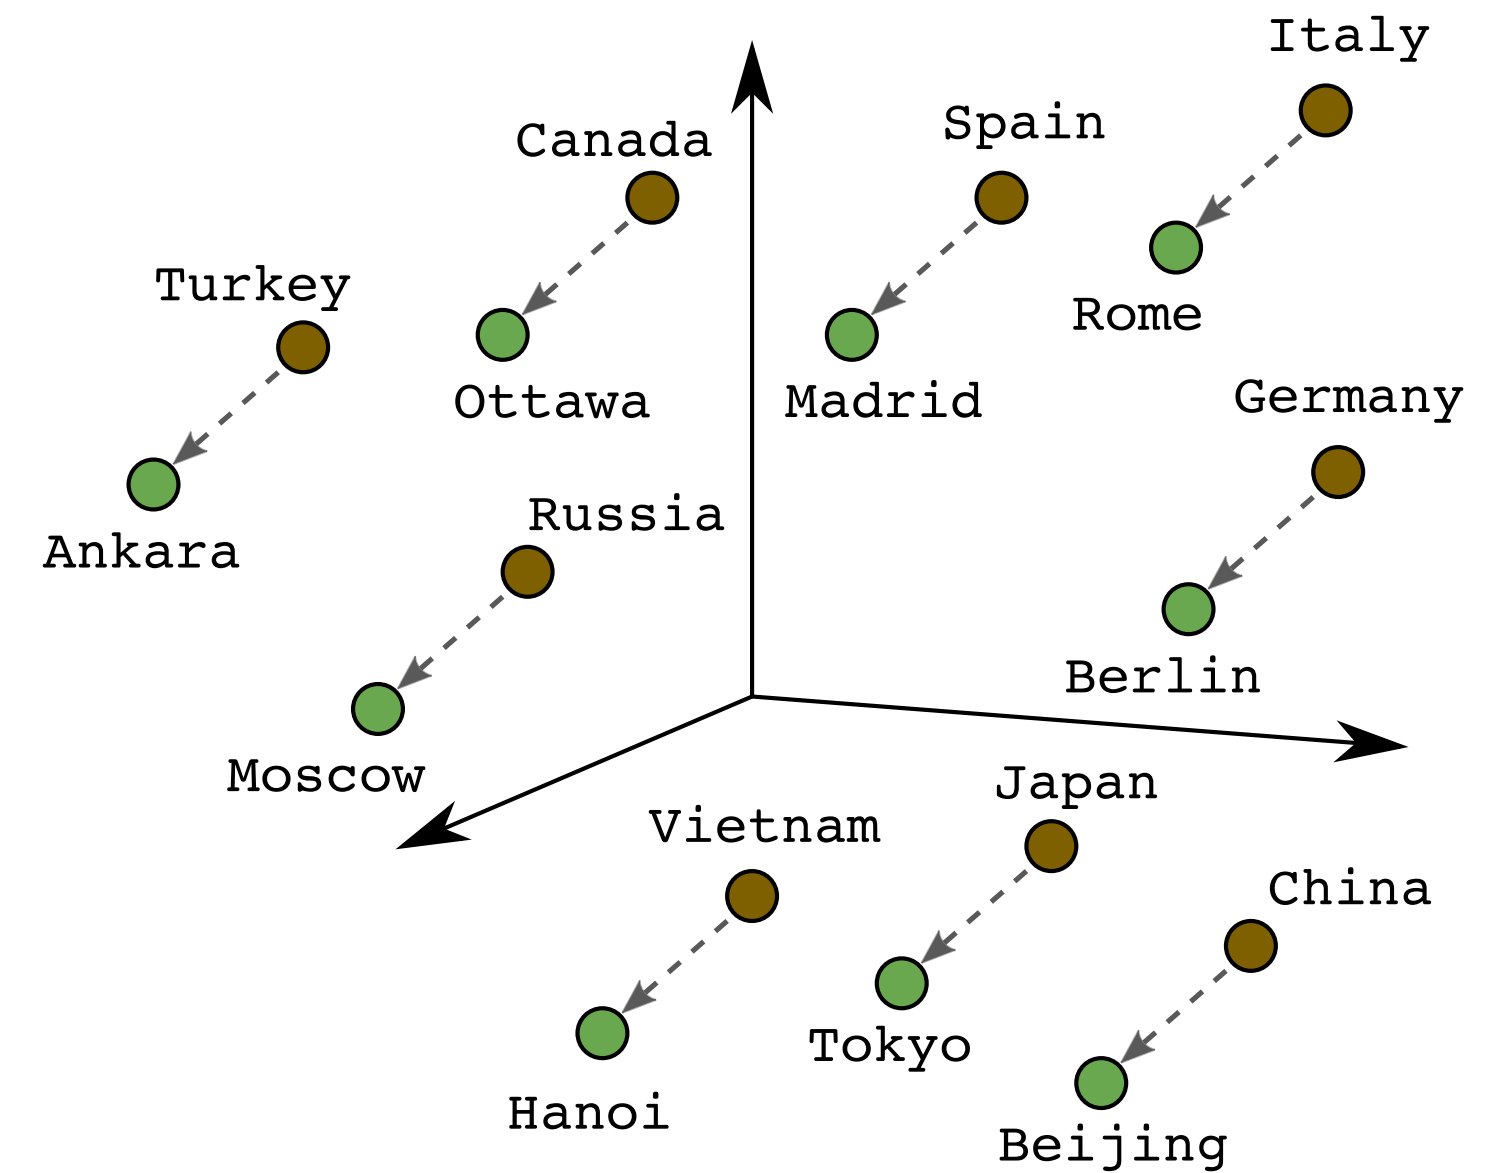 Italy
Spain
Canada
Turkey
Rome
Ottawa
Madrid
Germany
Russia
Ankara
Berlin
Moscow
Japan
Vietnam
China
Tokyo
Hanoi
Beijing